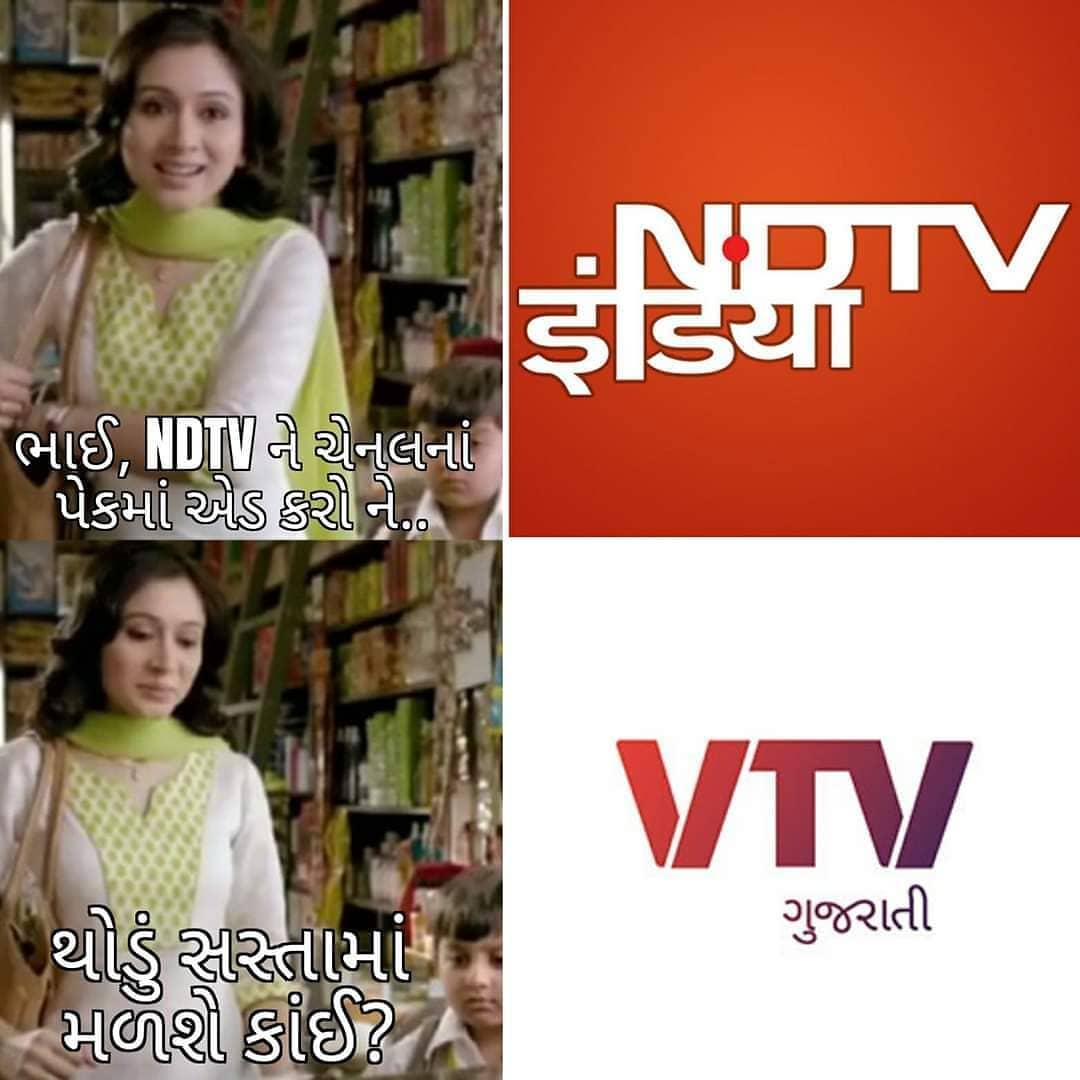 ભાઈ, NDTV ને ચેનલનાં
પેકમાં એડ કરો ને..
NDTV
इंडिया
થોડું સસ્તામાં
મળશે કાંઈ?
VTV
ગુજરાતી